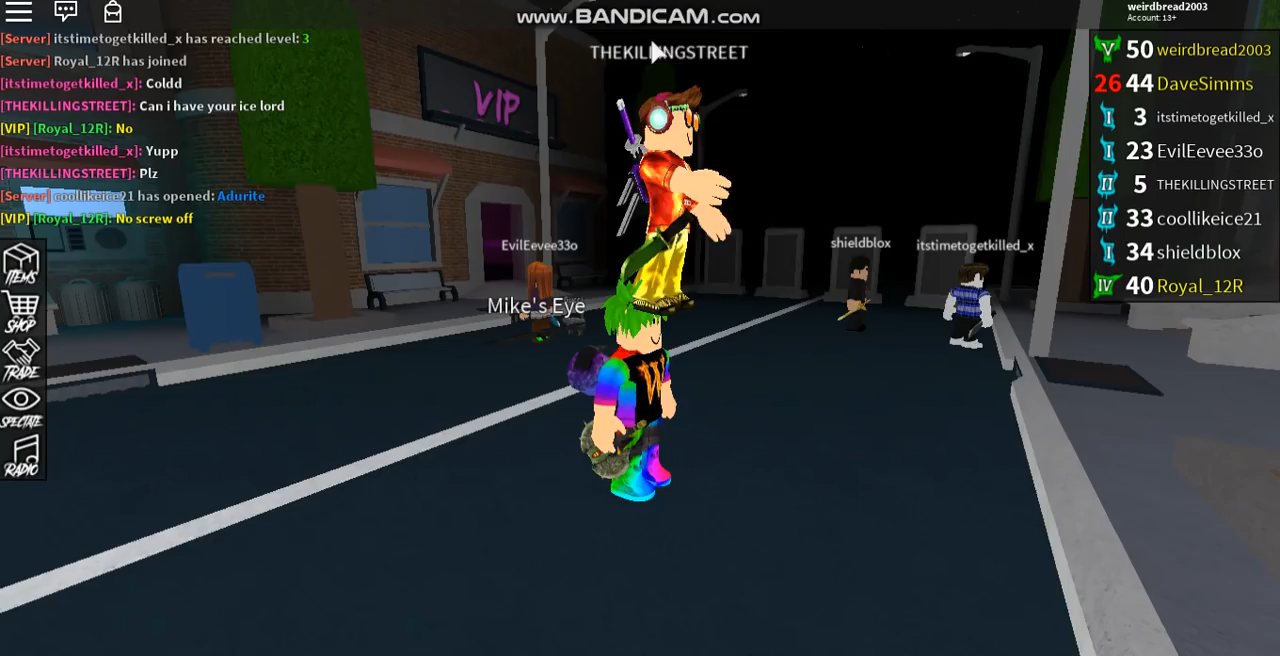 www.BANDICAM.com
weirdbread2003
Account: 13+
[Server] itstimetogetkilled_x has reached level: 3
[Server] Royal_12R has joined
[itstimetogetkilled_x]: Coldd
[THEKILLINGSTREET]: Can i have your ice lord
[VIP] [Royal_12R]: No
[itstimetogetkilled_x]: Yupp
[THEKILLINGSTREET]: Plz
[Server] coollikeice21 has opened: Adurite
[VIP] [Royal_12R]: No screw off
ITEMS
SHOP
TRADE
SPECTATE
RADIO
VIP
THEKILLINGSTREET
EvilEevee33o
Mike's Eye
shieldblox
itstimetogetkilled_x
W
V 50 weirdbread2003
26 44 DaveSimms
I 3 itstimetogetkilled_x
I 23 EvilEevee33o
II 5 THEKILLINGSTREET
II 33 coollikeice21
I 34 shieldblox
IV 40 Royal_12R